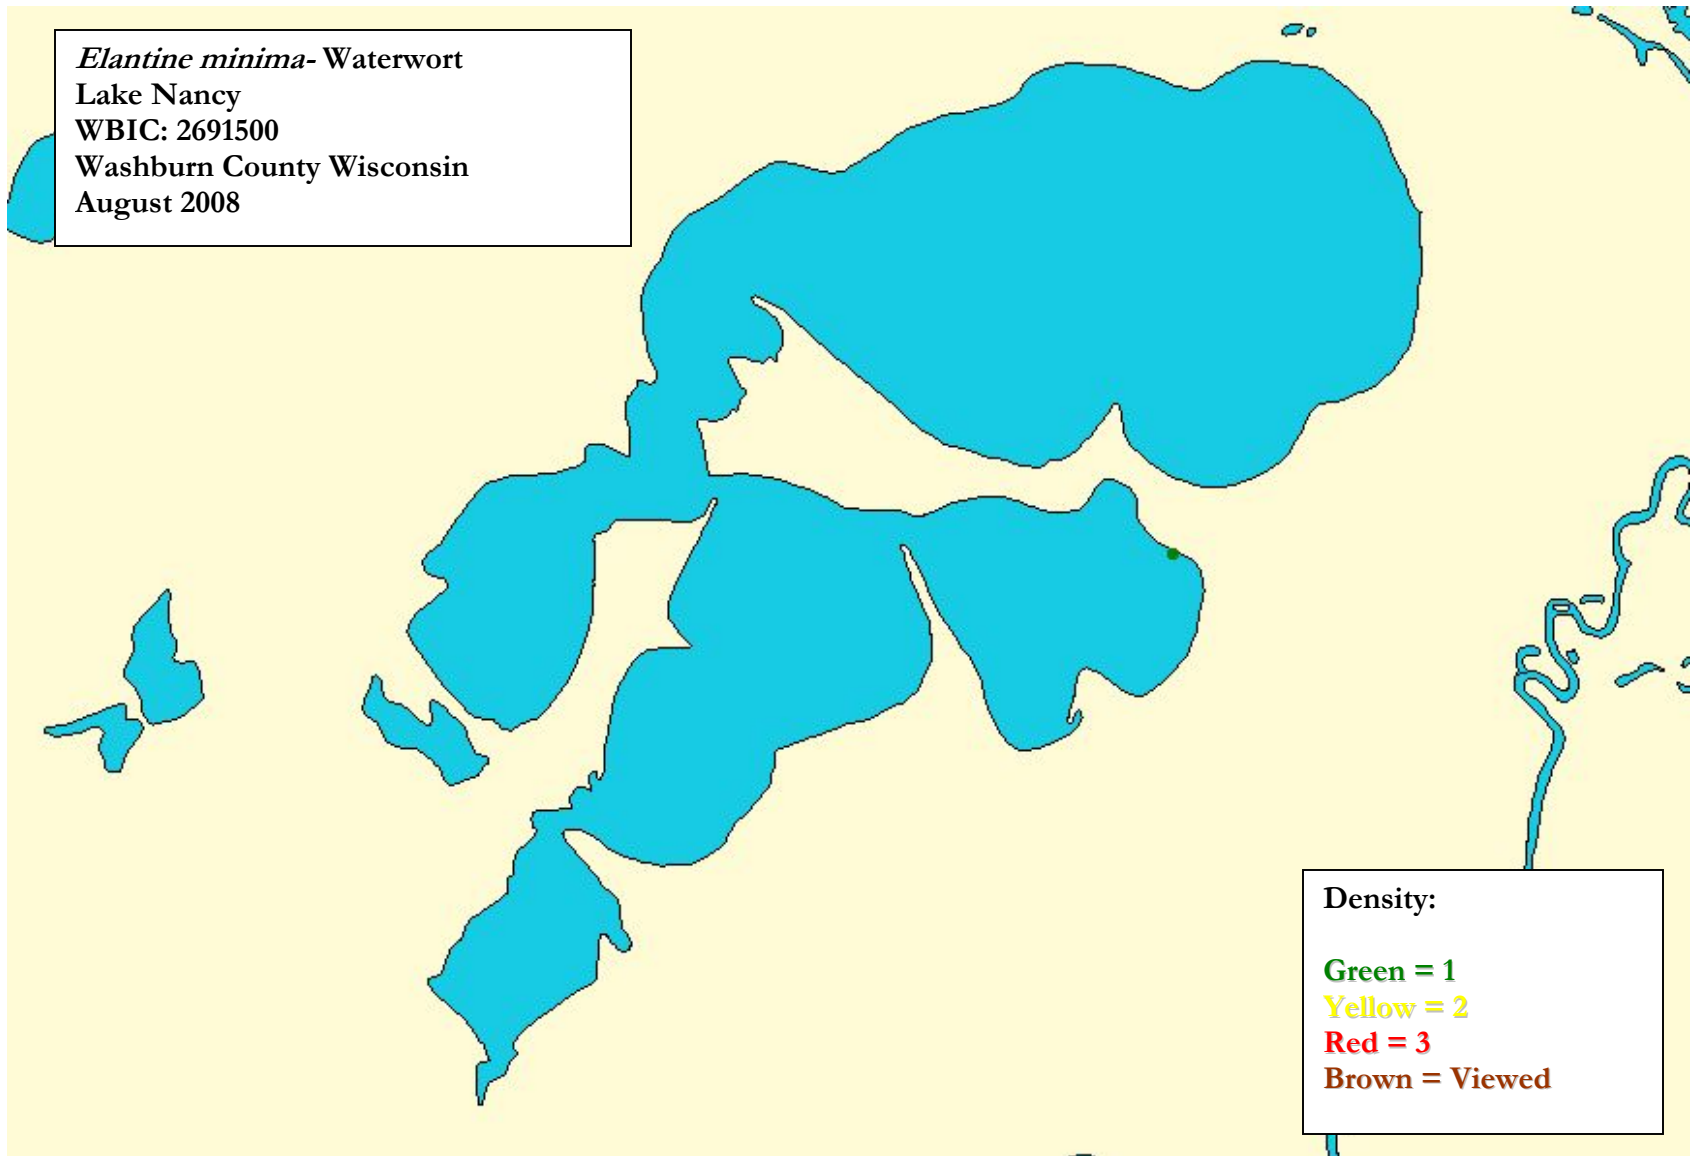 Elantine minima- Waterwort
Lake Nancy
WBIC: 2691500
Washburn County Wisconsin
August 2008
Density:
Green = 1
Yellow = 2
Red = 3
Brown = Viewed